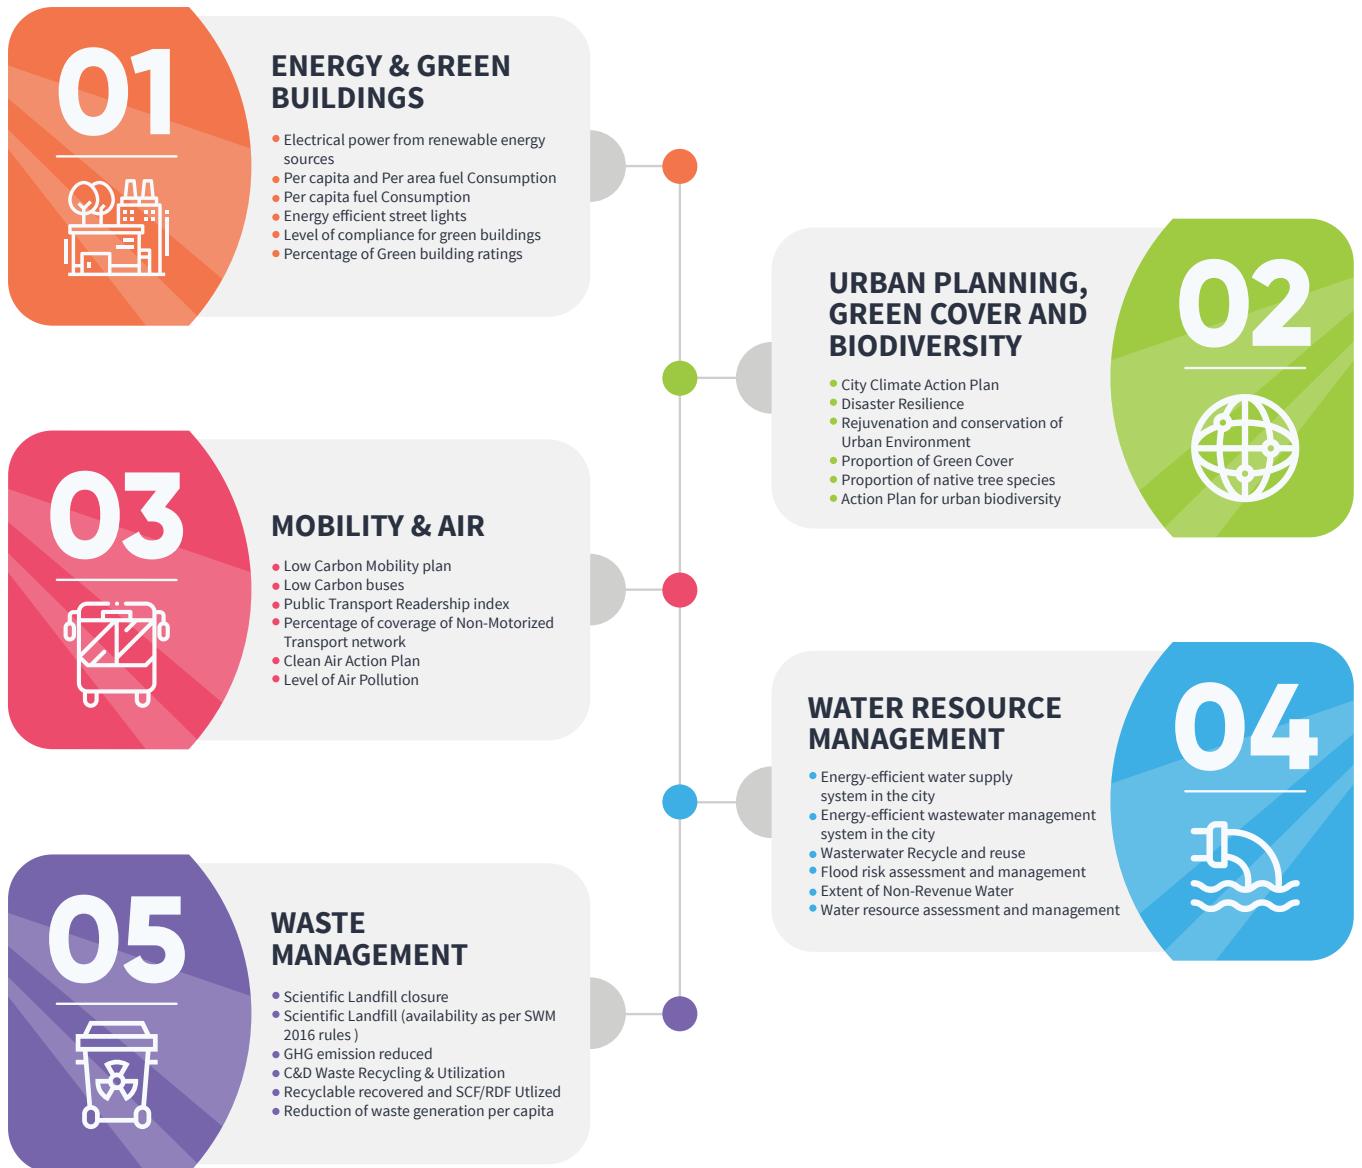 01
ENERGY & GREEN
BUILDINGS
Electrical power from renewable energy
sources
Per capita and Per area fuel Consumption
Per capita fuel Consumption
Energy efficient street lights
Level of compliance for green buildings
Percentage of Green building ratings
02
URBAN PLANNING,
GREEN COVER AND
BIODIVERSITY
City Climate Action Plan
Disaster Resilience
Rejuvenation and conservation of
Urban Environment
Proportion of Green Cover
Proportion of native tree species
Action Plan for urban biodiversity
03
MOBILITY & AIR
Low Carbon Mobility plan
Low Carbon buses
Public Transport Readership index
Percentage of coverage of Non-Motorized
Transport network
Clean Air Action Plan
Level of Air Pollution
04
WATER RESOURCE
MANAGEMENT
Energy-efficient water supply
system in the city
Energy-efficient wastewater management
system in the city
Wasterwater Recycle and reuse
Flood risk assessment and management
Extent of Non-Revenue Water
Water resource assessment and management
05
WASTE
MANAGEMENT
Scientific Landfill closure
Scientific Landfill (availability as per SWM
2016 rules )
GHG emission reduced
C&D Waste Recycling & Utilization
Recyclable recovered and SCF/RDF Utlized
Reduction of waste generation per capita